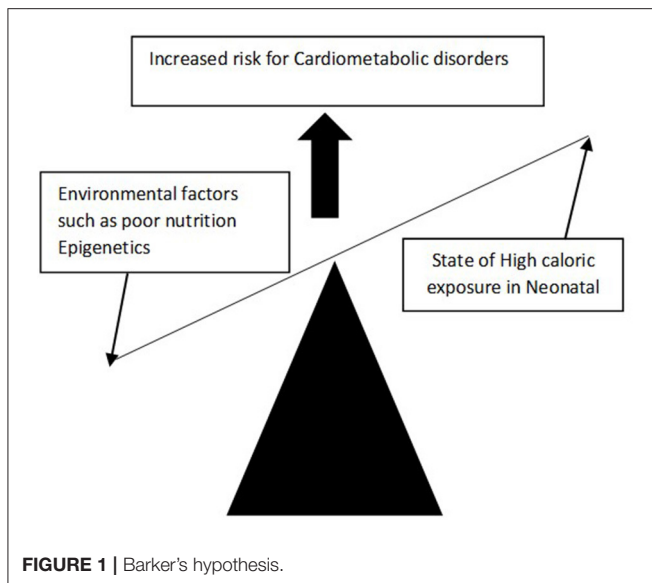 Increased risk for Cardiometabolic disorders
Environmental factors
such as poor nutrition
Epigenetics
State of High caloric
exposure in Neonatal
FIGURE 1 | Barker's hypothesis.